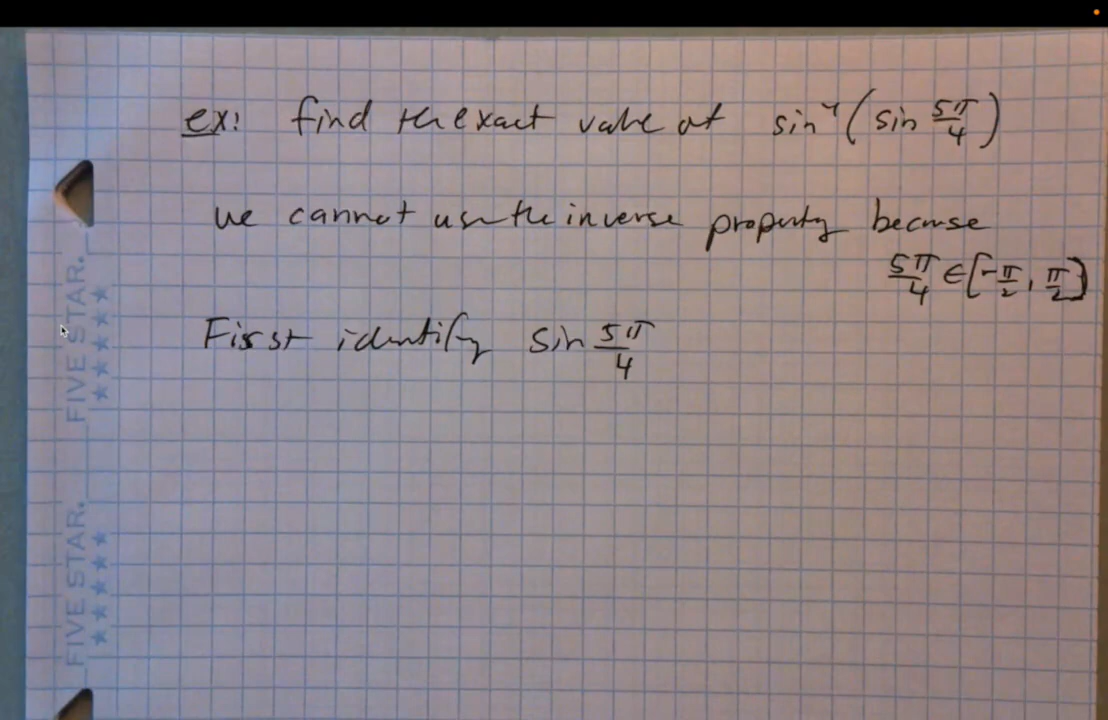 ex: find the exact value of sin⁻¹(sin 5π/4)
we cannot use the inverse property because
5π/4 ∈ [-π/2, π/2]
First identify sin 5π/4
FIVE STAR.
FIVE STAR.